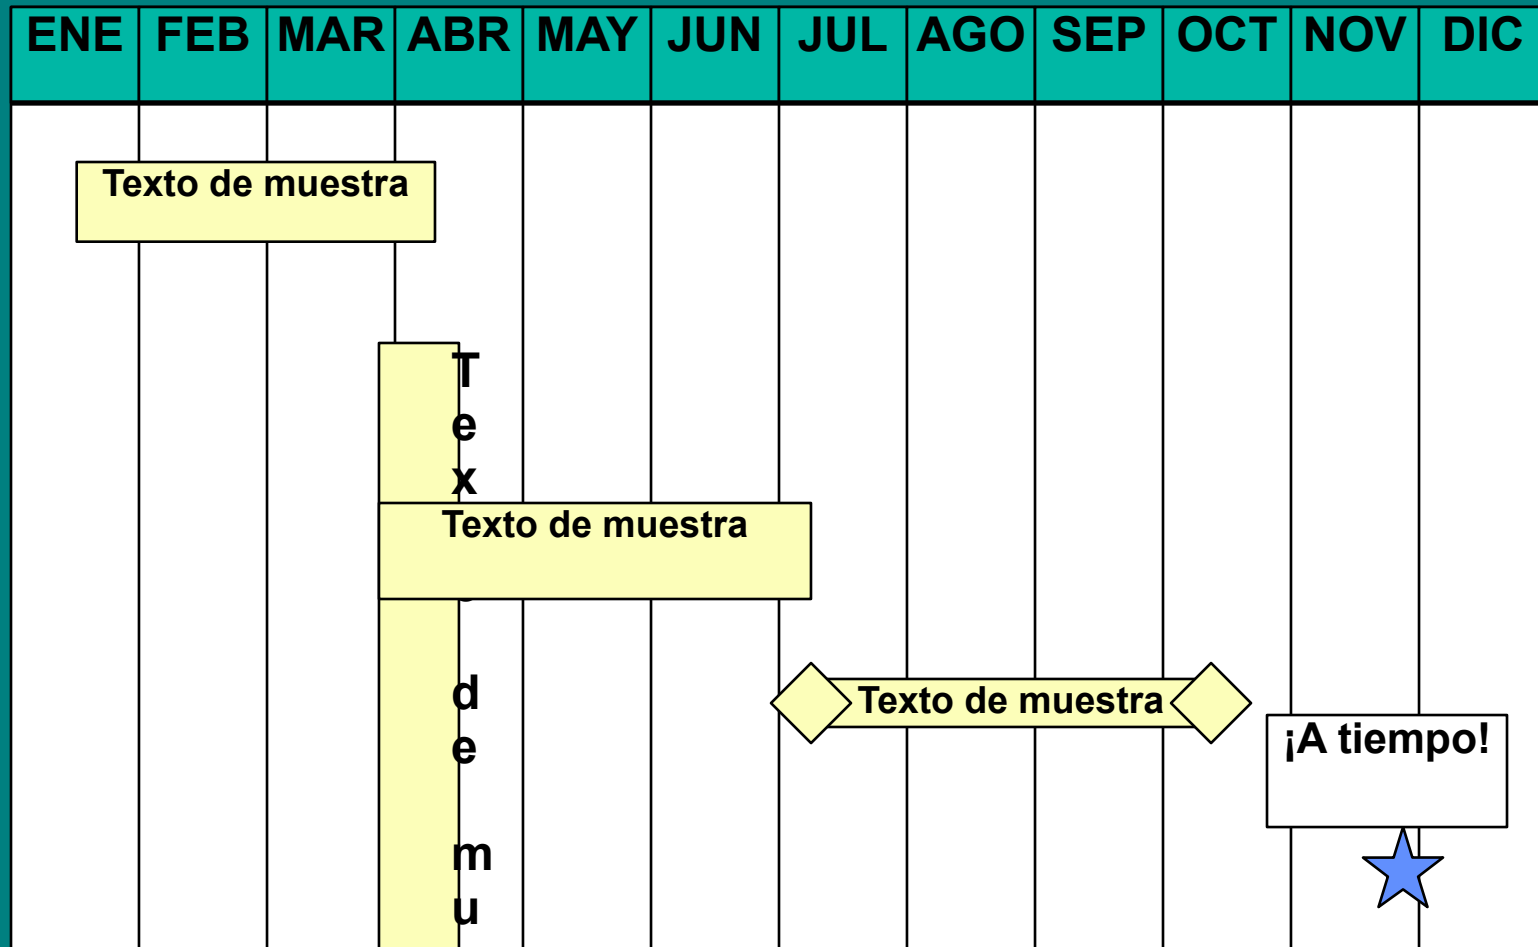 ENE FEB MAR ABR MAY JUN JUL AGO SEP OCT NOV DIC
Texto de muestra
T
e
x
d
e
mu
Texto de muestra
Texto de muestra
¡A tiempo!